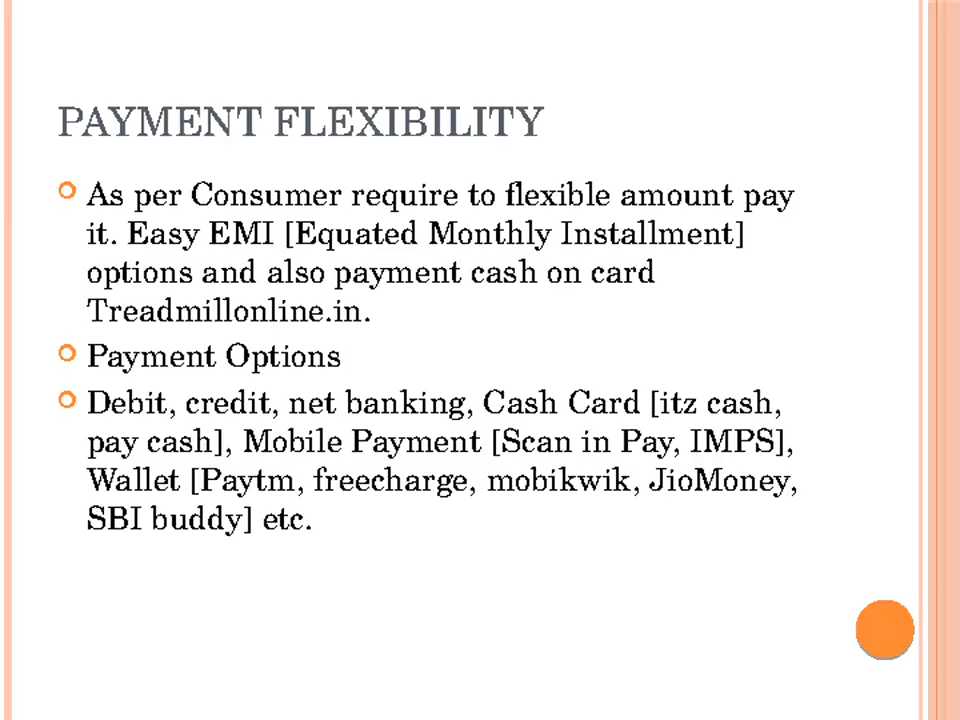 PAYMENT FLEXIBILITY
As per Consumer require to flexible amount pay
it. Easy EMI [Equated Monthly Installment]
options and also payment cash on card
Treadmillonline.in.
Payment Options
Debit, credit, net banking, Cash Card [itz cash,
pay cash], Mobile Payment [Scan in Pay, IMPS],
Wallet [Paytm, freecharge, mobikwik, JioMoney,
SBI buddy] etc.